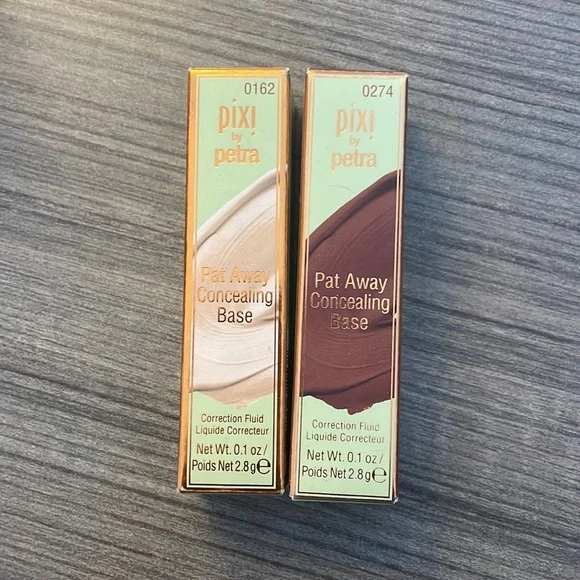 0162
pixi
by
petra
Pat Away
Concealing
Base
Correction Fluid
Liquide Correcteur
Net Wt. 0.1 oz /
Poids Net 2.8g℮
0274
pixi
by
petra
Pat Away
Concealing
Base
Correction Fluid
Liquide Correcteur
Net Wt. 0.1 oz /
Poids Net 2.8g℮